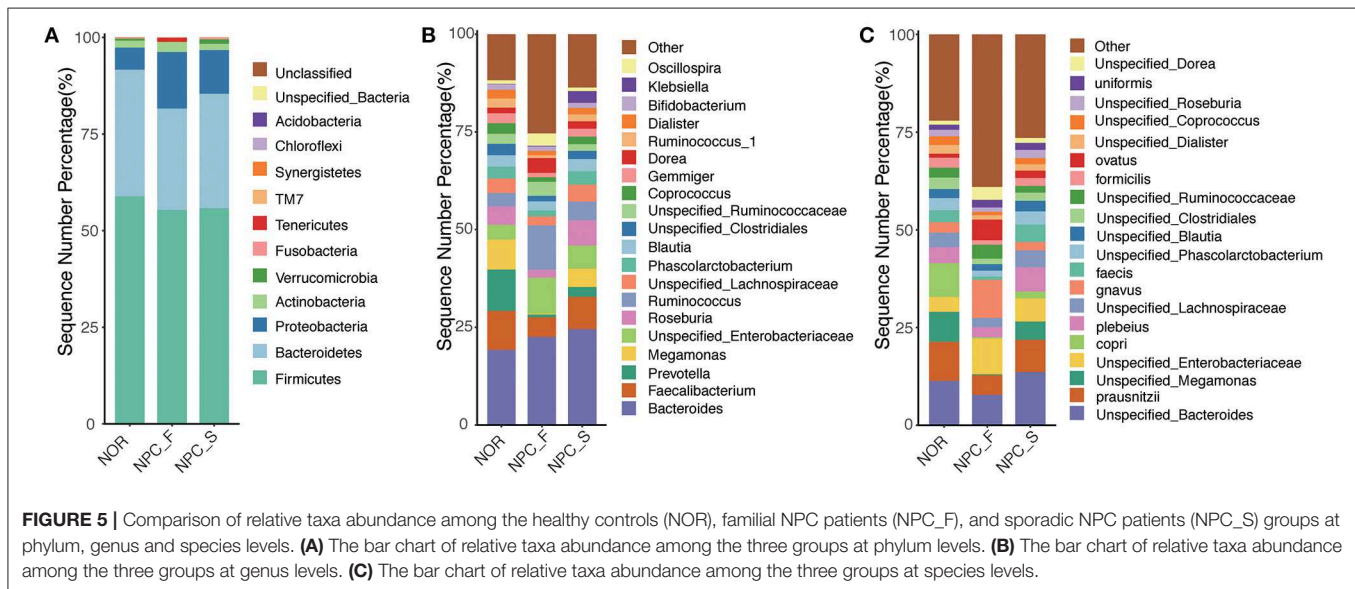 A
Sequence Number Percentage(%)
100
75
50
25
0
NOR
NPC_F
NPC_S
Unclassified
Unspecified_Bacteria
Acidobacteria
Chloroflexi
Synergistetes
TM7
Tenericutes
Fusobacteria
Verrucomicrobia
Actinobacteria
Proteobacteria
Bacteroidetes
Firmicutes
B
Sequence Number Percentage(%)
100
75
50
25
0
NOR
NPC_F
NPC_S
Other
Oscillospira
Klebsiella
Bifidobacterium
Dialister
Ruminococcus_1
Dorea
Gemmiger
Coprococcus
Unspecified_Ruminococcaceae
Unspecified_Clostridiales
Blautia
Phascolarctobacterium
Unspecified_Lachnospiraceae
Ruminococcus
Roseburia
Unspecified_Enterobacteriaceae
Megamonas
Prevotella
Faecalibacterium
Bacteroides
C
Sequence Number Percentage(%)
100
75
50
25
0
NOR
NPC_F
NPC_S
Other
Unspecified_Dorea
uniformis
Unspecified_Roseburia
Unspecified_Coprococcus
Unspecified_Dialister
ovatus
formicilis
Unspecified_Ruminococcaceae
Unspecified_Clostridiales
Unspecified_Blautia
Unspecified_Phascolarctobacterium
faecis
gnavus
Unspecified_Lachnospiraceae
plebeius
copri
Unspecified_Enterobacteriaceae
Unspecified_Megamonas
prausnitzii
Unspecified_Bacteroides
FIGURE 5 | Comparison of relative taxa abundance among the healthy controls (NOR), familial NPC patients (NPC_F), and sporadic NPC patients (NPC_S) groups at
phylum, genus and species levels. (A) The bar chart of relative taxa abundance among the three groups at phylum levels. (B) The bar chart of relative taxa abundance
among the three groups at genus levels. (C) The bar chart of relative taxa abundance among the three groups at species levels.